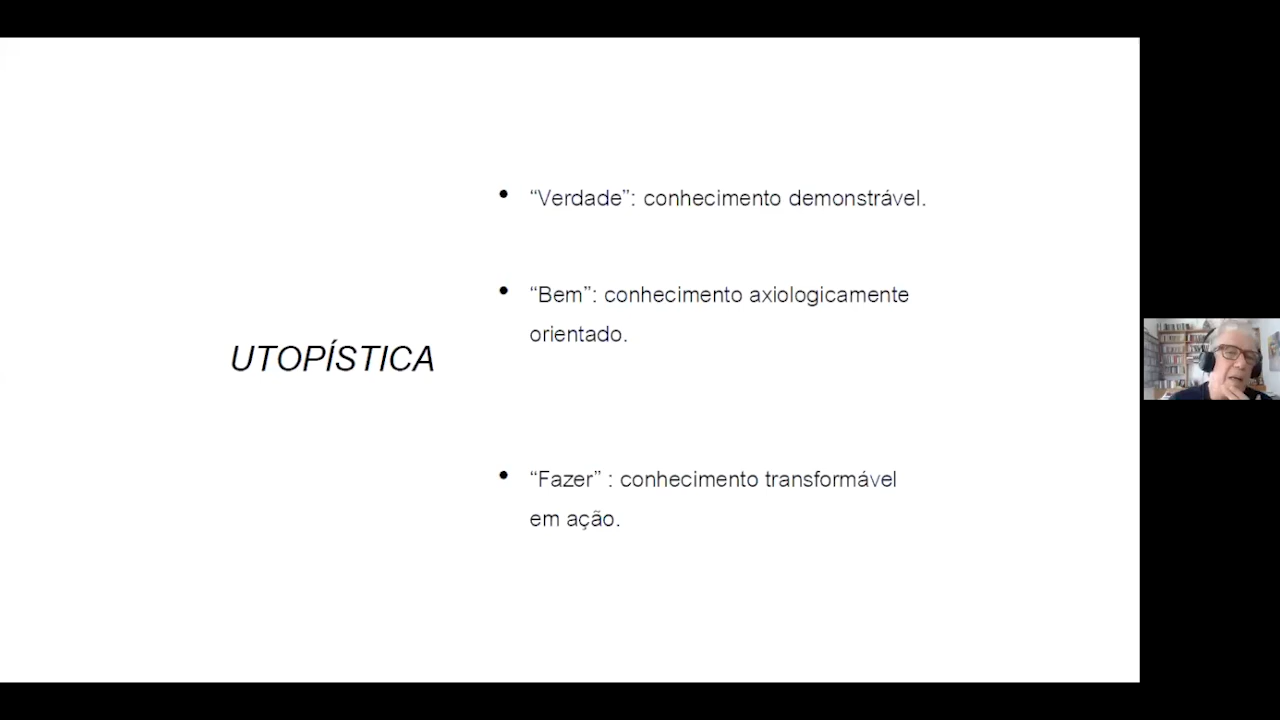 UTOPÍSTICA
• “Verdade”: conhecimento demonstrável.
• “Bem”: conhecimento axiologicamente
orientado.
• “Fazer” : conhecimento transformável
em ação.